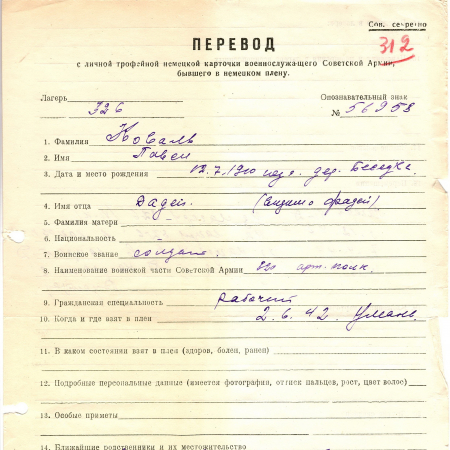 Сов. секретно
312
ПЕРЕВОД
с личной трофейной немецкой карточки военнослужащего Советской Армии,
бывшего в немецком плену.
Лагерь 326
Опознавательный знак
№ 56958
1. Фамилия Коваль
2. Имя Павел
3. Дата и место рождения 12.7.1910 дер. Беседка
4. Имя отца Фадей
5. Фамилия матери -
6. Национальность -
7. Воинское звание солдат
8. Наименование воинской части Советской Армии арт. полк
9. Гражданская специальность рабочий
10. Когда и где взят в плен 2.6.42 Умань
11. В каком состоянии взят в плен (здоров, болен, ранен)
12. Подробные персональные данные (имеется фотография, оттиск пальцев, рост, цвет волос)
13. Особые приметы
14. Ближайшие родственники и их местожительство